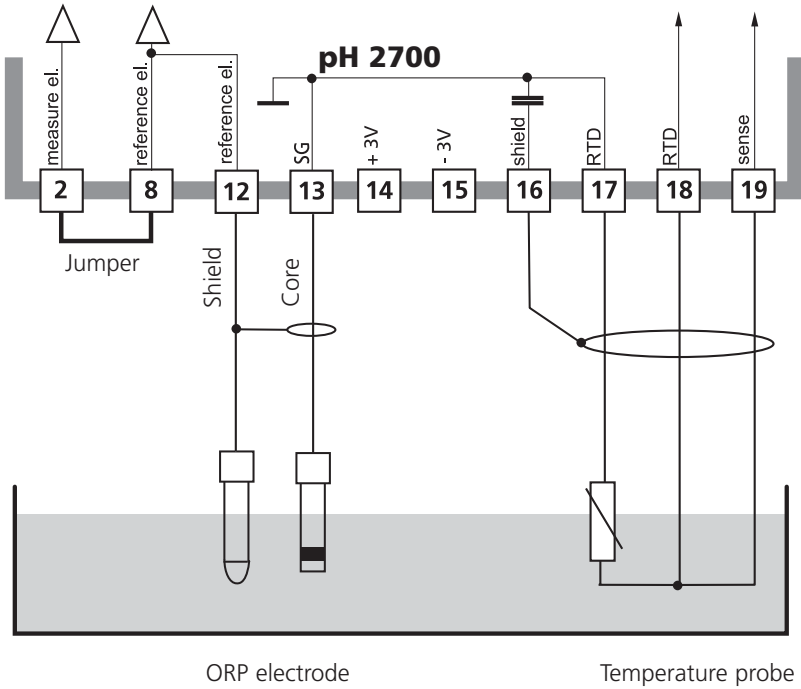 pH 2700
measure el.
reference el.
reference el.
SG
+ 3V
- 3V
shield
RTD
RTD
sense
2
8
12
13
14
15
16
17
18
19
Jumper
Shield
Core
ORP electrode
Temperature probe